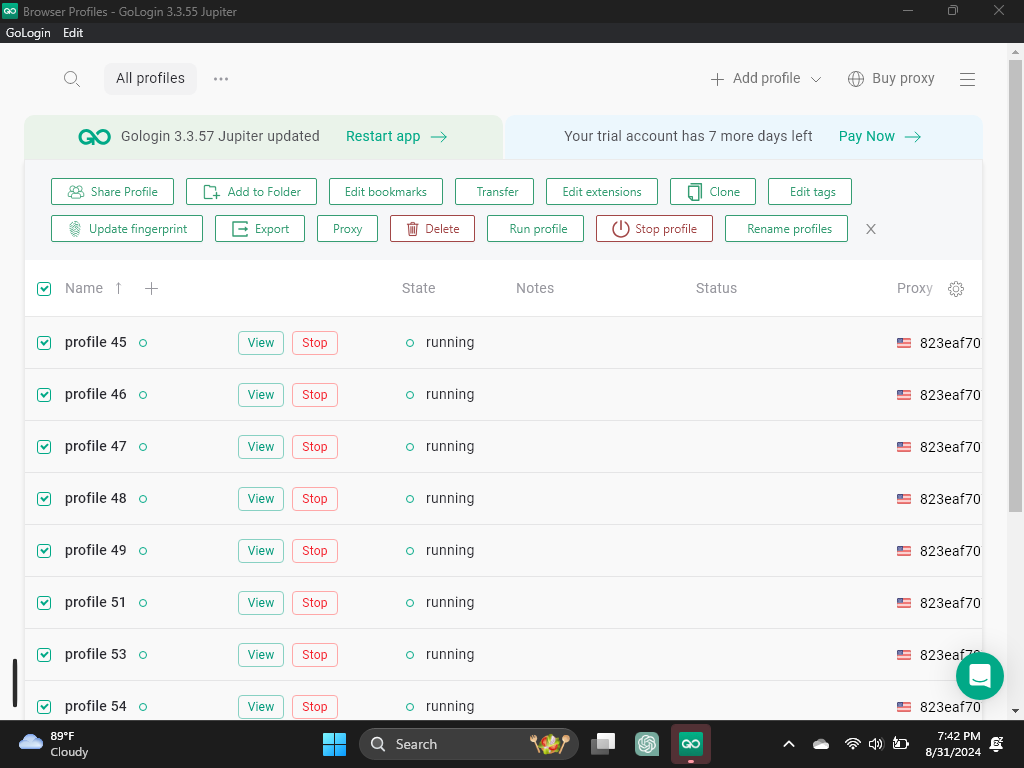 Browser Profiles - GoLogin 3.3.55 Jupiter
GoLogin Edit
All profiles
Add profile
Buy proxy
Gologin 3.3.57 Jupiter updated Restart app
Your trial account has 7 more days left Pay Now
Share Profile Add to Folder Edit bookmarks Transfer Edit extensions Clone Edit tags
Update fingerprint Export Proxy Delete Run profile Stop profile Rename profiles X
Name State Notes Status Proxy
profile 45 View Stop running 823eaf70
profile 46 View Stop running 823eaf70
profile 47 View Stop running 823eaf70
profile 48 View Stop running 823eaf70
profile 49 View Stop running 823eaf70
profile 51 View Stop running 823eaf70
profile 53 View Stop running 823eaf70
profile 54 View Stop running 823eaf70
89°F
Cloudy
Search
GO
7:42 PM
8/31/2024